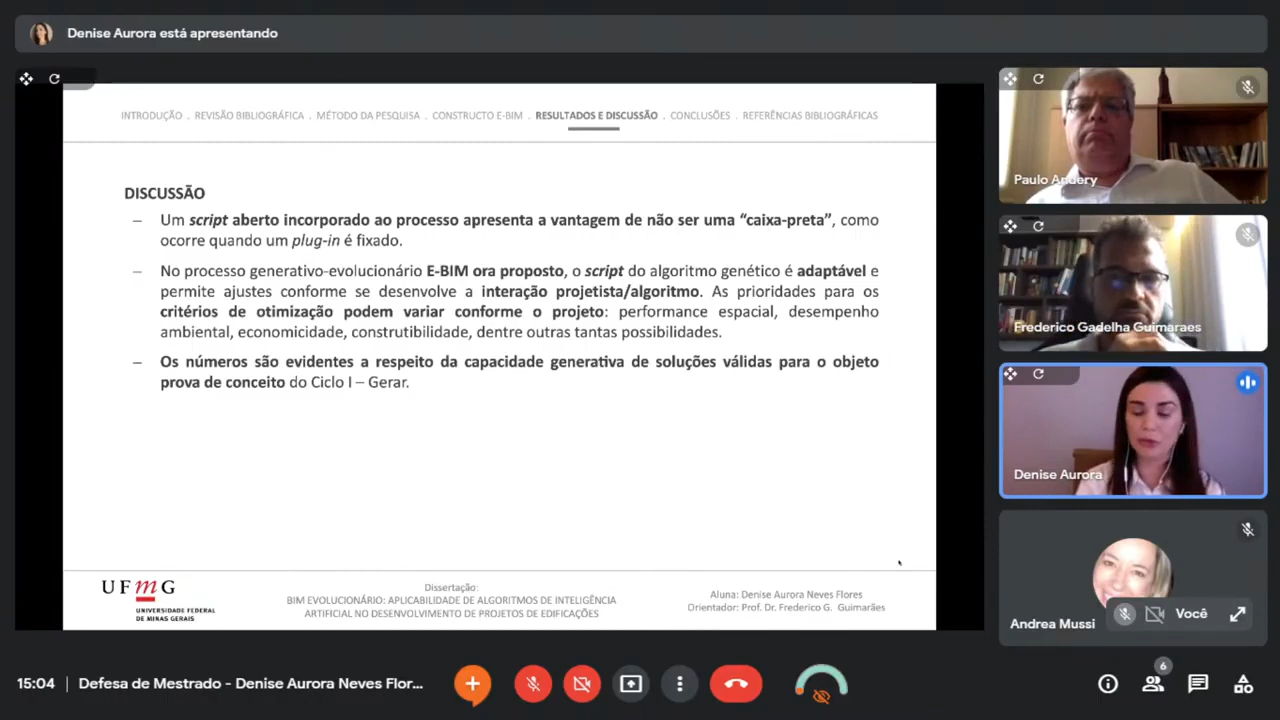 Denise Aurora está apresentando
INTRODUÇÃO . REVISÃO BIBLIOGRÁFICA . MÉTODO DA PESQUISA . CONSTRUCTO E-BIM . RESULTADOS E DISCUSSÃO . CONCLUSÕES . REFERÊNCIAS BIBLIOGRÁFICAS
DISCUSSÃO
– Um script aberto incorporado ao processo apresenta a vantagem de não ser uma “caixa-preta”, como
ocorre quando um plug-in é fixado.
– No processo generativo-evolucionário E-BIM ora proposto, o script do algoritmo genético é adaptável e
permite ajustes conforme se desenvolve a interação projetista/algoritmo. As prioridades para os
critérios de otimização podem variar conforme o projeto: performance espacial, desempenho
ambiental, economicidade, construtibilidade, dentre outras tantas possibilidades.
– Os números são evidentes a respeito da capacidade generativa de soluções válidas para o objeto
prova de conceito do Ciclo I – Gerar.
UFmG
UNIVERSIDADE FEDERAL
DE MINAS GERAIS
Dissertação:
BIM EVOLUCIONÁRIO: APLICABILIDADE DE ALGORITMOS DE INTELIGÊNCIA
ARTIFICIAL NO DESENVOLVIMENTO DE PROJETOS DE EDIFICAÇÕES
Aluna: Denise Aurora Neves Flores
Orientador: Prof. Dr. Frederico G. Guimarães
Paulo Andery
Frederico Gadelha Guimaraes
Denise Aurora
Andrea Mussi
Você
15:04 | Defesa de Mestrado - Denise Aurora Neves Flor...
6